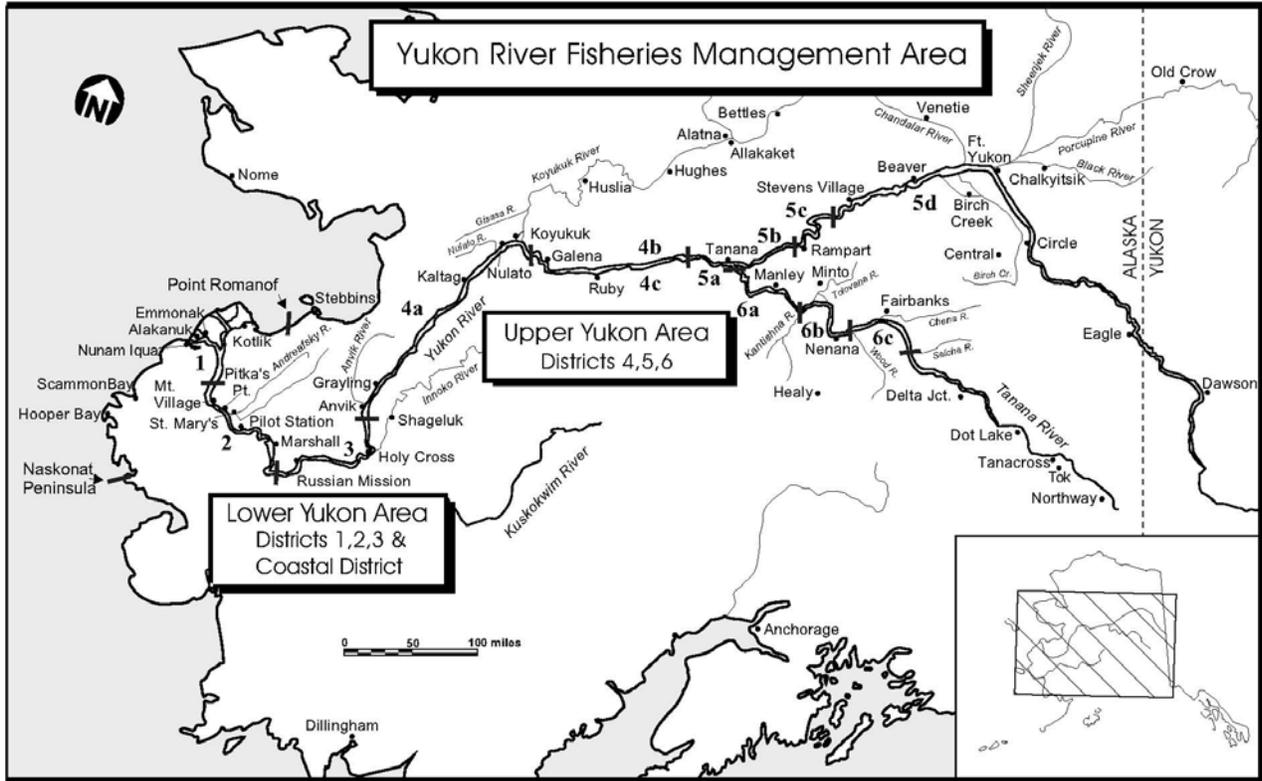 Yukon River Fisheries Management Area
N
Nome
Bettles
Alatna
Allakaket
Hughes
Huslia
Koyukuk River
Gisasa R.
Nulato R.
Koyukuk
Nulato
Galena
Kaltag
Ruby
4a
4b
4c
Yukon River
Venetie
Chandalar River
Sheenjek River
Old Crow
Porcupine River
Black River
Ft.
Yukon
Chalkyitsik
Beaver
Stevens Village
5d
Birch
Creek
5c
5b
Rampart
Tanana
5a
Manley
Minto
Tolovana R.
Central
Birch Cr.
Circle
ALASKA
YUKON
Eagle
Dawson
6a
Kantishna R.
6b
Nenana
Wood R.
6c
Fairbanks
Chena R.
Salcha R.
Healy
Delta Jct.
Tanana River
Dot Lake
Tanacross
Tok
Northway
Point Romanof
Stebbins
Emmonak
Alakanuk
Nunam Iqua
Kotlik
1
Andreafsky R.
Anvik River
ScammonBay
Hooper Bay
Mt.
Village
Pitka's
Pt.
St. Mary's
Pilot Station
2
Marshall
3
Grayling
Anvik
Innoko River
Shageluk
Holy Cross
Russian Mission
Naskonat
Peninsula
Upper Yukon Area
Districts 4,5,6
Lower Yukon Area
Districts 1,2,3 &
Coastal District
Kuskokwim River
0 50 100 miles
Anchorage
Dillingham